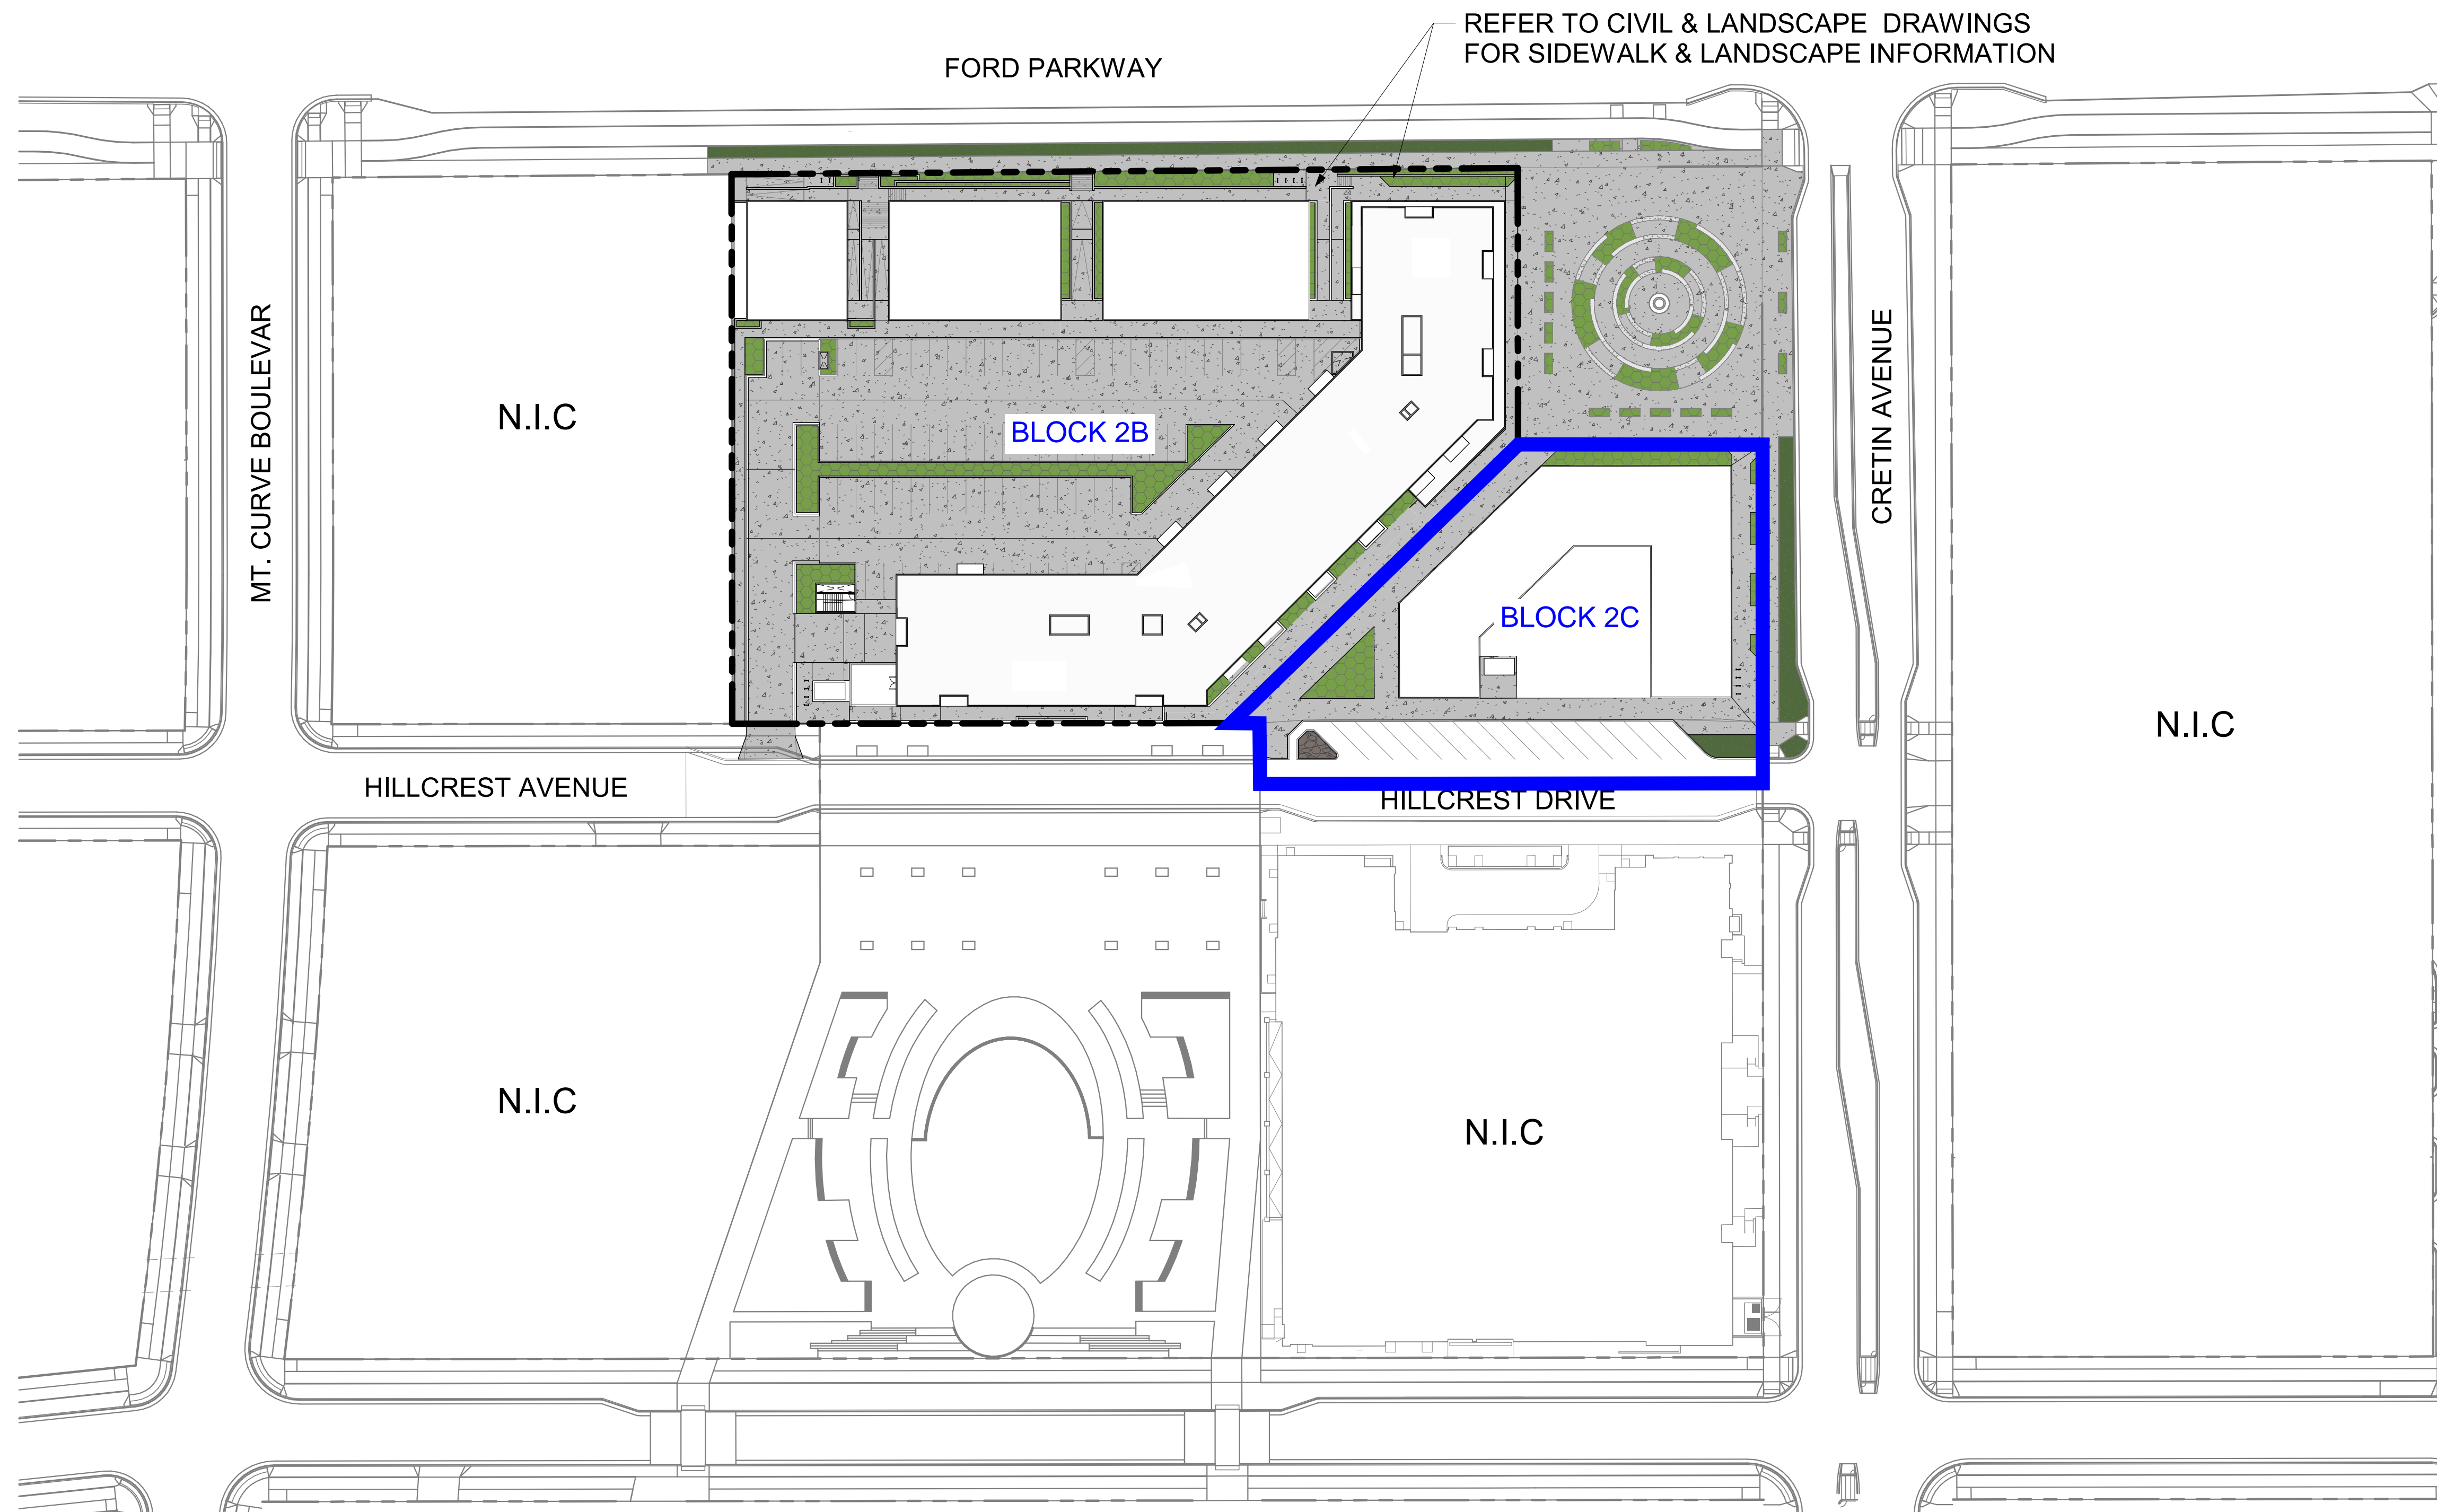 REFER TO CIVIL & LANDSCAPE DRAWINGS
FOR SIDEWALK & LANDSCAPE INFORMATION
FORD PARKWAY
MT. CURVE BOULEVAR
N.I.C
BLOCK 2B
CRETIN AVENUE
BLOCK 2C
N.I.C
HILLCREST AVENUE
HILLCREST DRIVE
N.I.C
N.I.C